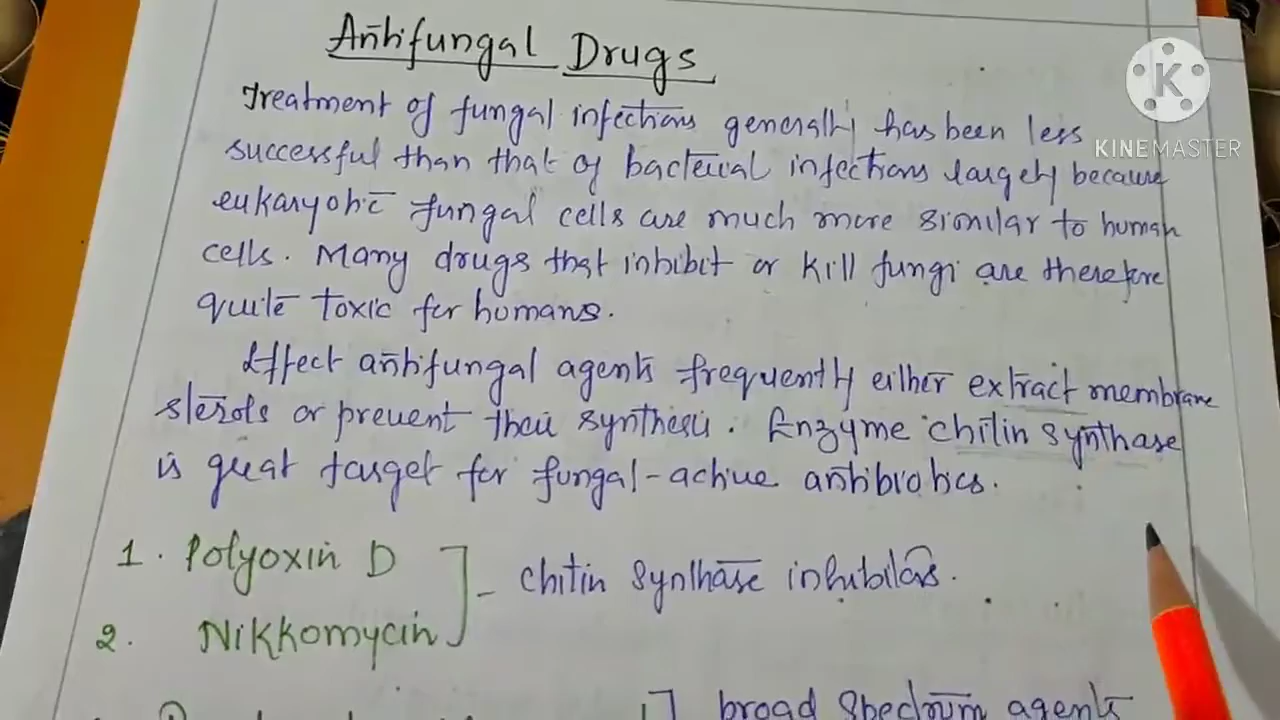 Antifungal Drugs
K
KINEMASTER
Treatment of fungal infections generally has been less
successful than that of bacterial infections largely because
eukaryotic fungal cells are much more similar to human
cells. Many drugs that inhibit or kill fungi are therefore
quite toxic for humans.
Effect antifungal agents frequently either extract membrane
sterols or prevent their synthesis. Enzyme chitin synthase
is great target for fungal-active antibiotics.
1. Polyoxin D
2. Nikkomycin
- chitin synthase inhibitors.
broad spectrum agents